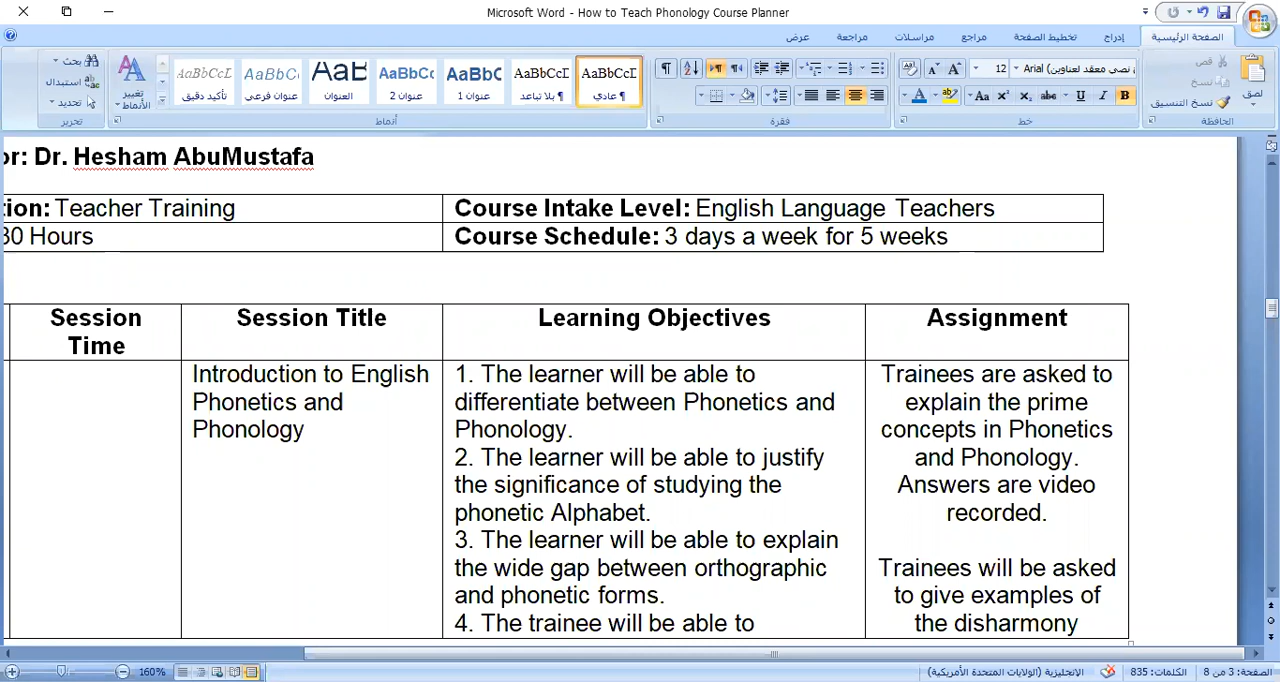 Microsoft Word - How to Teach Phonology Course Planner
الصفحة الرئيسية
إدراج
تخطيط الصفحة
مراجع
مراسلات
مراجعة
عرض
لصق
قص
نسخ
نسخ التنسيق
الحافظة
نصي معقد لعناوين) Arial
12
خط
فقرة
AaBbCcI
¶ عادي
AaBbCcI
¶ بلا تباعد
AaBbC
عنوان 1
AaBbCc
عنوان 2
AaB
العنوان
AaBbCc
عنوان فرعي
AaBbCcI
تأكيد دقيق
تغيير
الأنماط
أنماط
بحث
استبدال
تحديد
تحرير
or: Dr. Hesham AbuMustafa
tion: Teacher Training
Course Intake Level: English Language Teachers
30 Hours
Course Schedule: 3 days a week for 5 weeks
Session
Time
Session Title
Learning Objectives
Assignment
Introduction to English
Phonetics and
Phonology
1. The learner will be able to
differentiate between Phonetics and
Phonology.
2. The learner will be able to justify
the significance of studying the
phonetic Alphabet.
3. The learner will be able to explain
the wide gap between orthographic
and phonetic forms.
4. The trainee will be able to
Trainees are asked to
explain the prime
concepts in Phonetics
and Phonology.
Answers are video
recorded.
Trainees will be asked
to give examples of
the disharmony
الصفحة: 3 من 8
الكلمات: 835
الإنجليزية (الولايات المتحدة الأمريكية)
160%